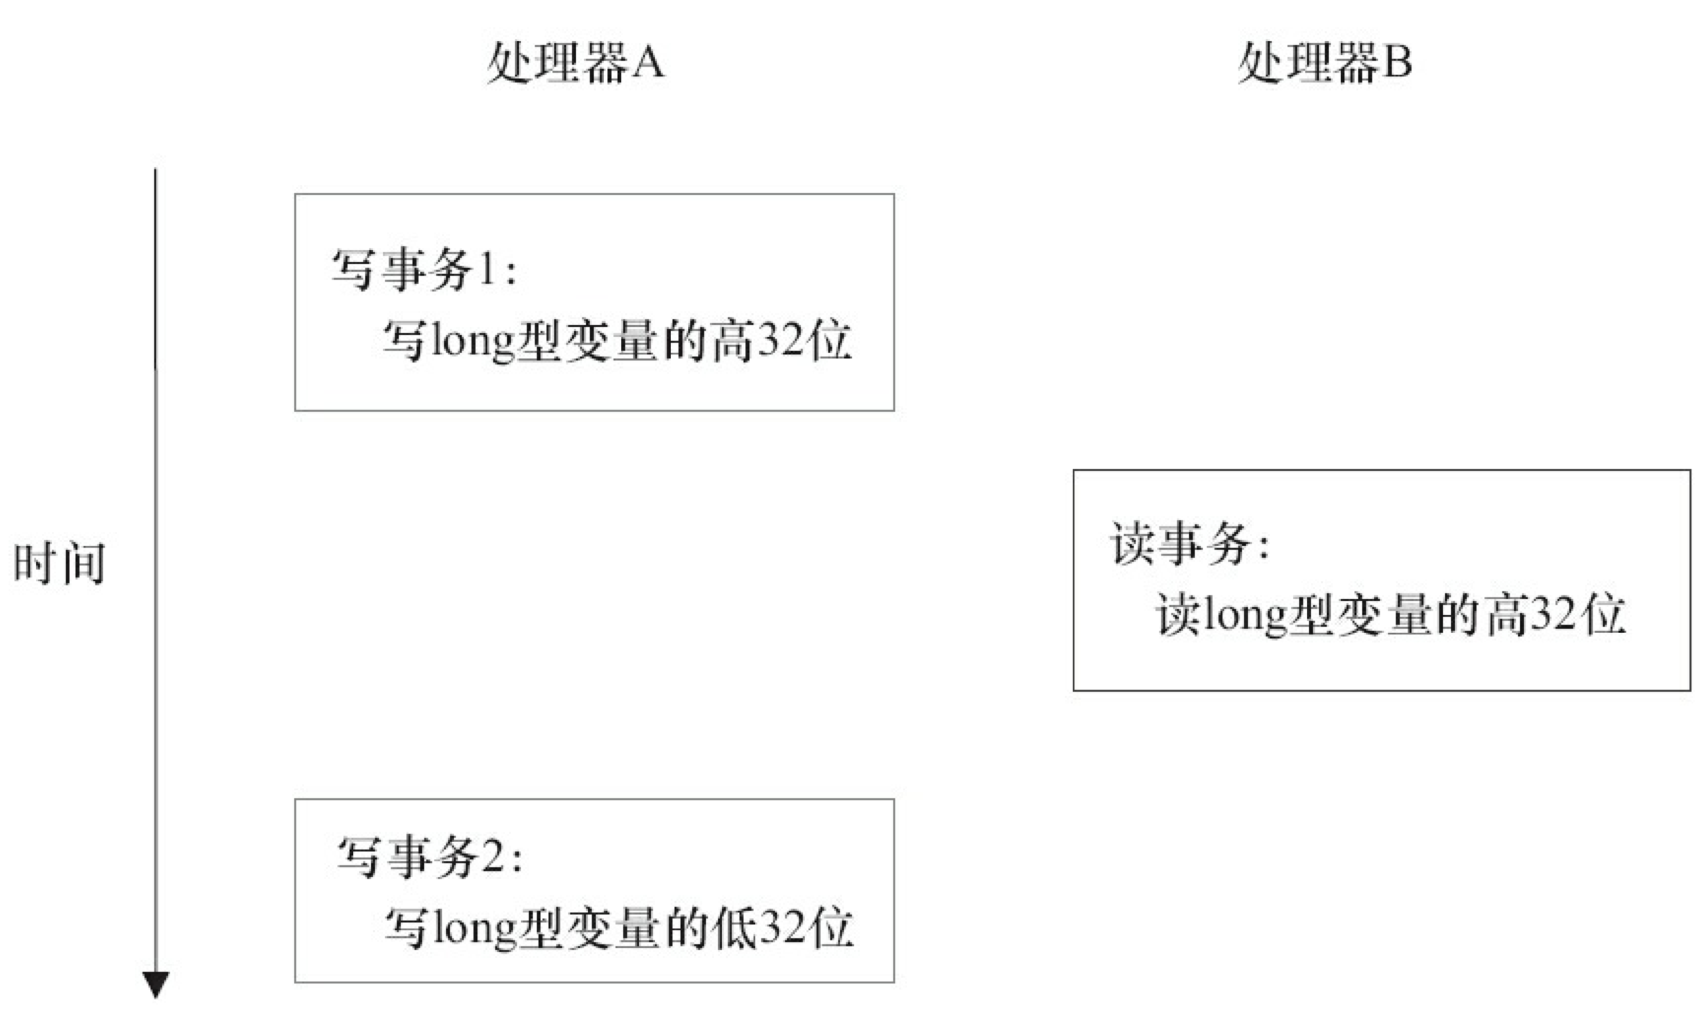 处理器A
处理器B
写事务1：
写long型变量的高32位
读事务：
读long型变量的高32位
时间
写事务2：
写long型变量的低32位